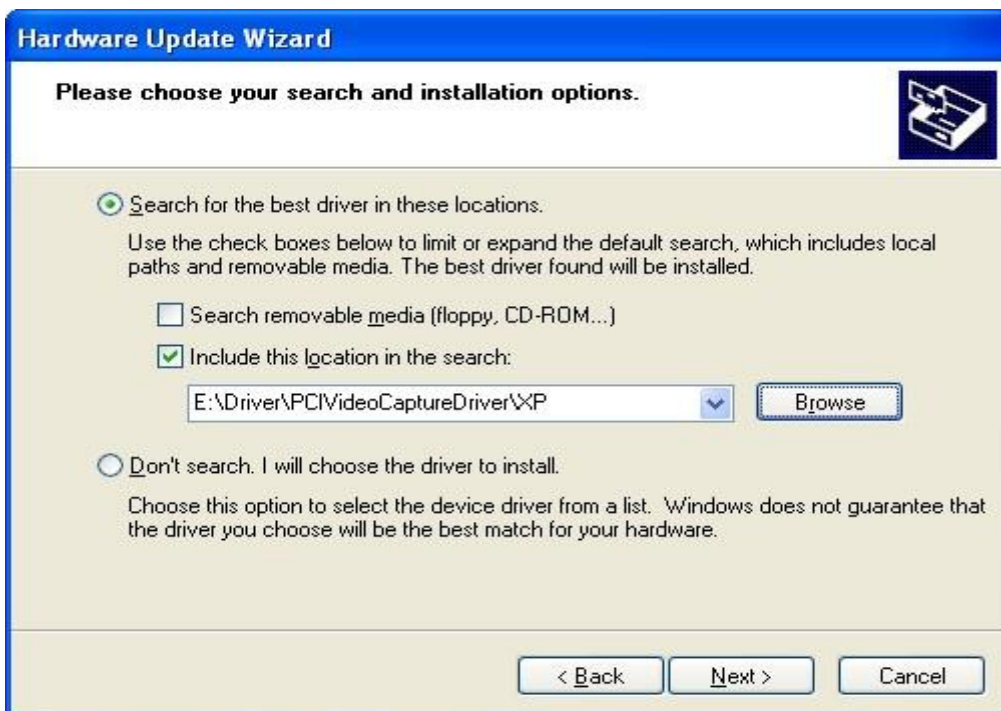 Hardware Update Wizard
Please choose your search and installation options.
Search for the best driver in these locations.
Use the check boxes below to limit or expand the default search, which includes local
paths and removable media. The best driver found will be installed.
Search removable media (floppy, CD-ROM...)
Include this location in the search:
E:\Driver\PCIVideoCaptureDriver\XP
Browse
Don't search. I will choose the driver to install.
Choose this option to select the device driver from a list. Windows does not guarantee that
the driver you choose will be the best match for your hardware.
< Back Next > Cancel